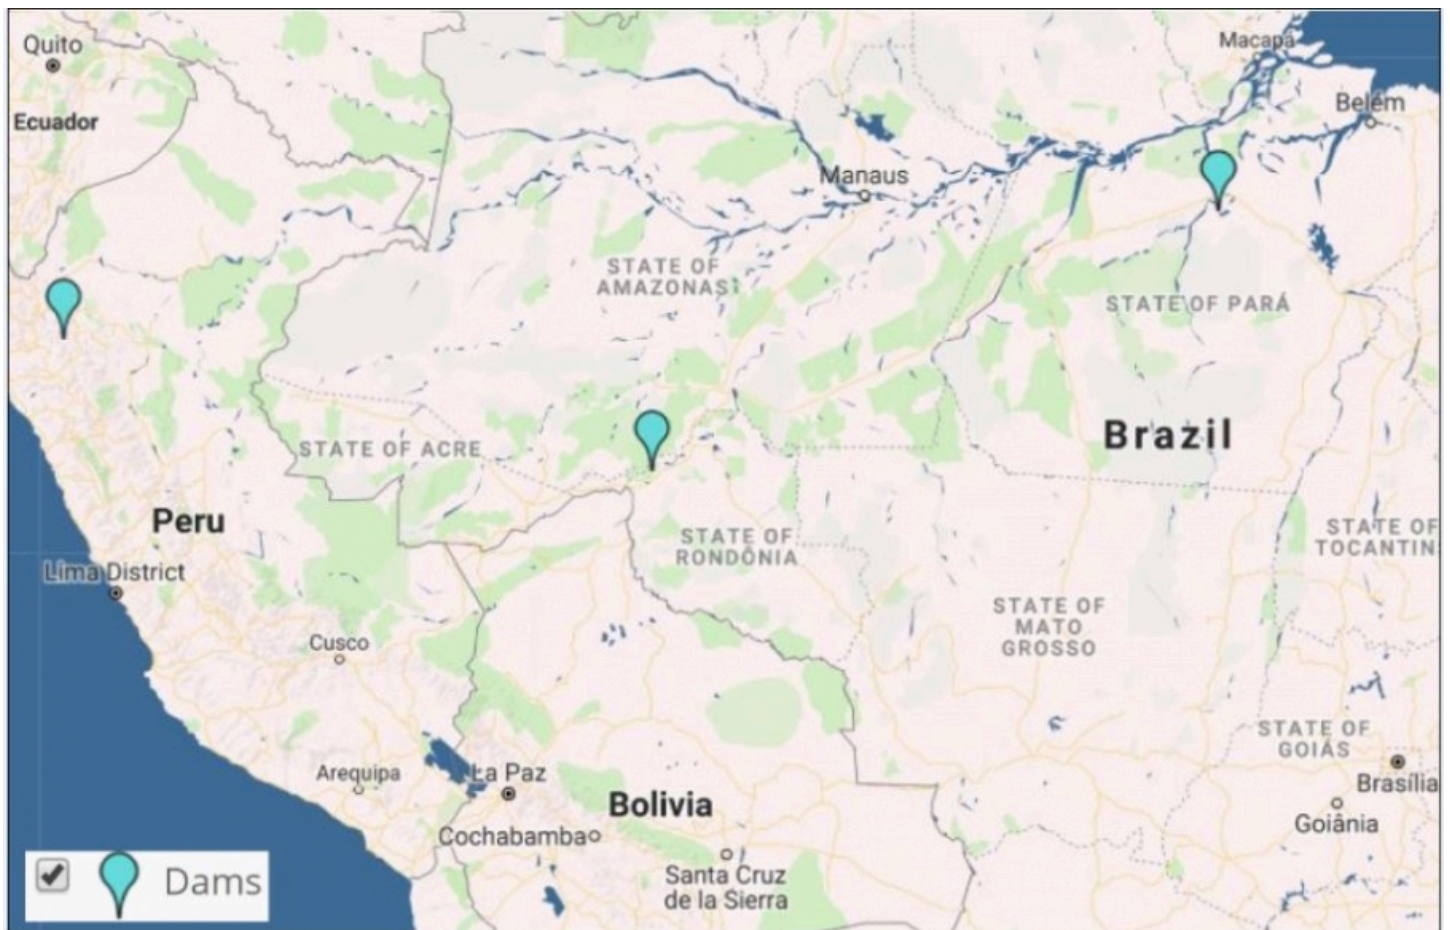 Quito
Macapá
Ecuador
Belém
Manaus
STATE OF
AMAZONAS
STATE OF PARÁ
Brazil
STATE OF ACRE
Peru
STATE OF
RONDÔNIA
STATE OF
TOCANTIN
Lima District
STATE OF
MATO
GROSSO
Cusco
STATE OF
GOIÁS
Arequipa
La Paz
Brasília
Bolivia
Goiânia
Cochabamba
Santa Cruz
de la Sierra
Dams